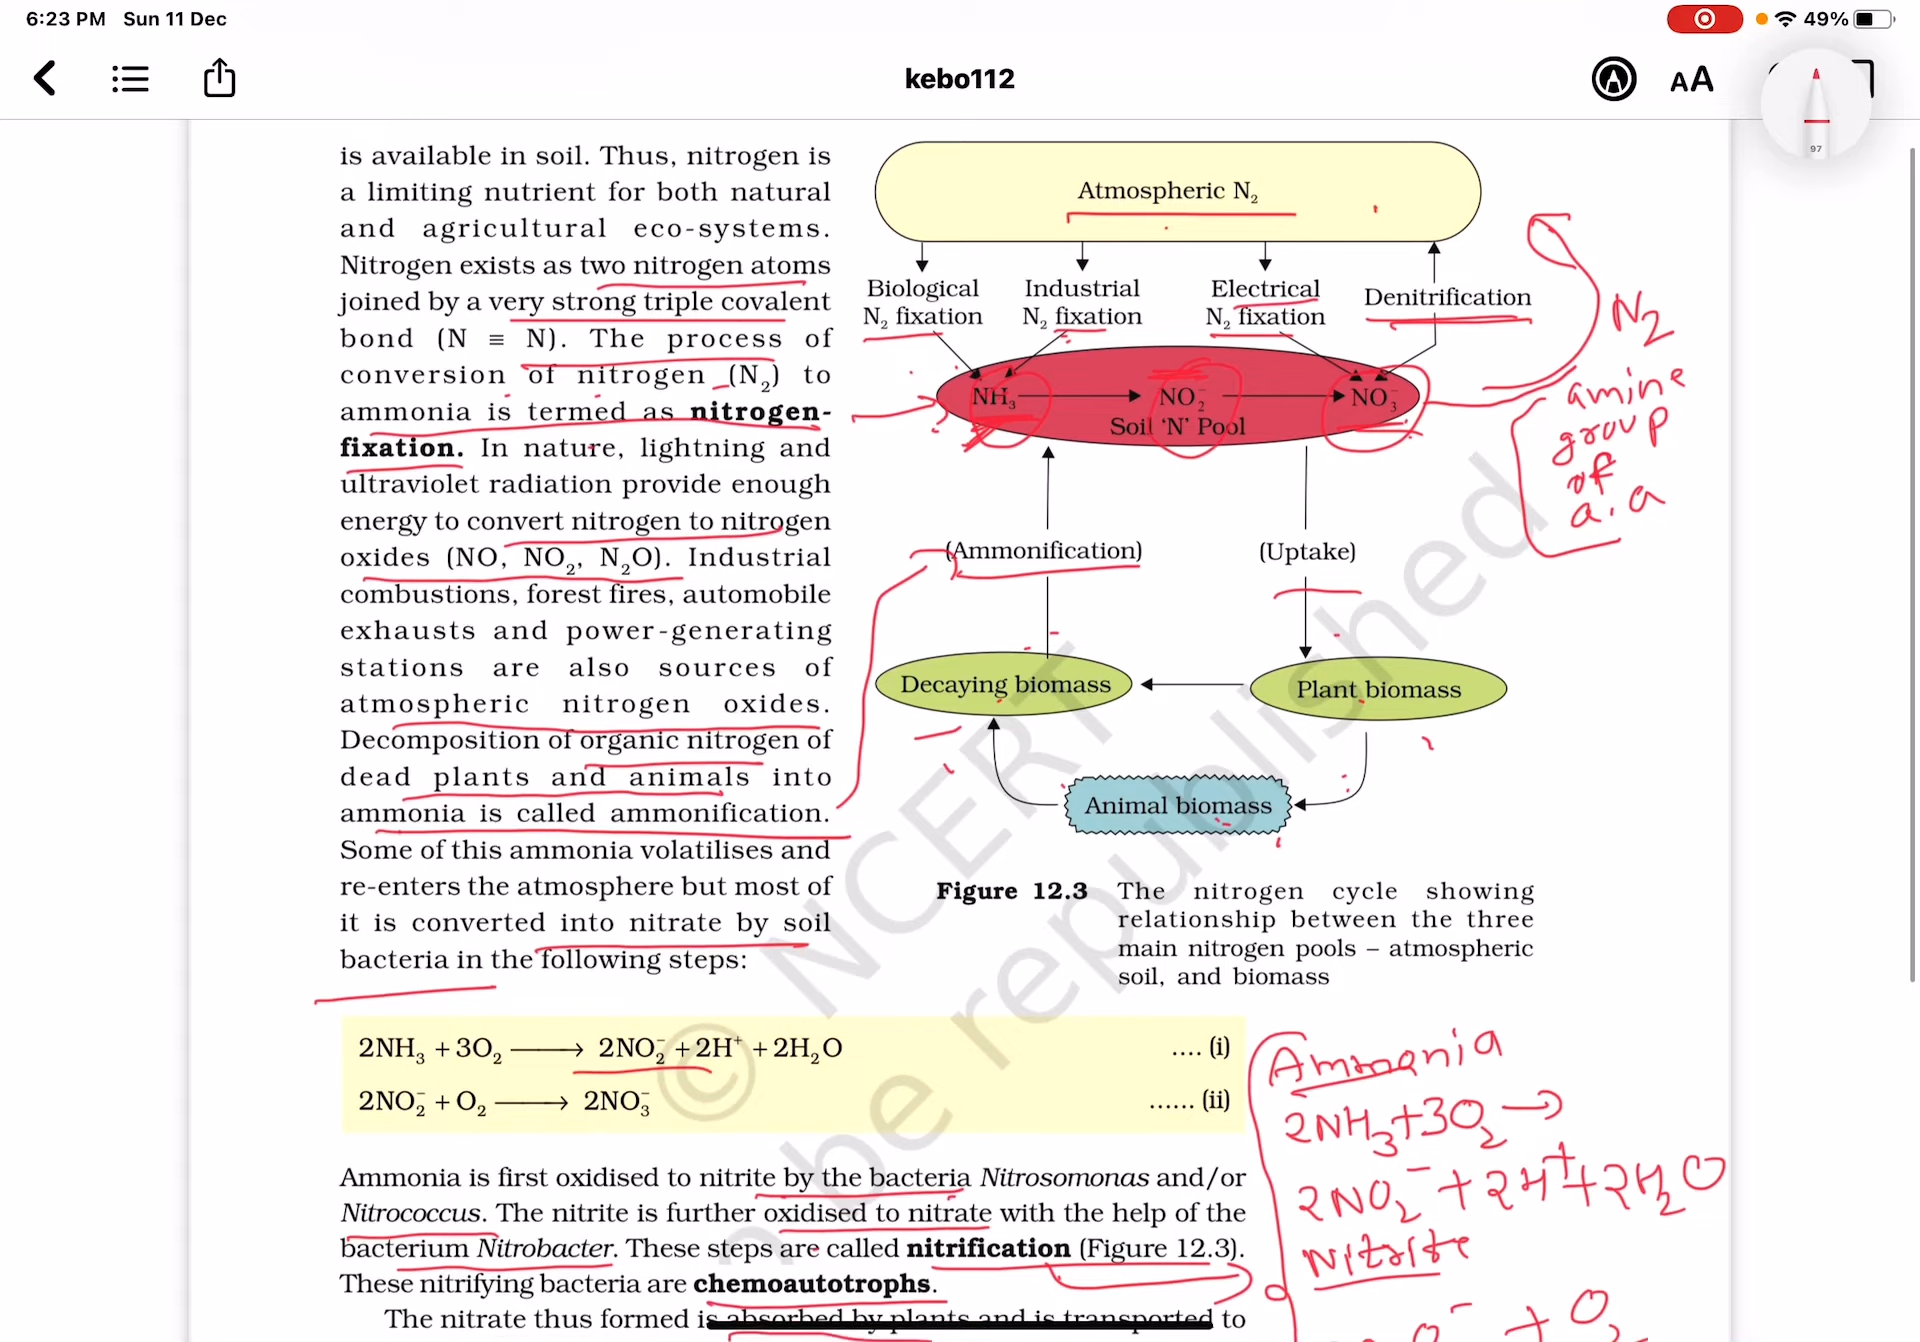 6:23 PM Sun 11 Dec
49%
kebo112
AA
97
is available in soil. Thus, nitrogen is
a limiting nutrient for both natural
and agricultural eco-systems.
Nitrogen exists as two nitrogen atoms
joined by a very strong triple covalent
bond (N ≡ N). The process of
conversion of nitrogen (N₂) to
ammonia is termed as nitrogen-
fixation. In nature, lightning and
ultraviolet radiation provide enough
energy to convert nitrogen to nitrogen
oxides (NO, NO₂, N₂O). Industrial
combustions, forest fires, automobile
exhausts and power-generating
stations are also sources of
atmospheric nitrogen oxides.
Decomposition of organic nitrogen of
dead plants and animals into
ammonia is called ammonification.
Some of this ammonia volatilises and
re-enters the atmosphere but most of
it is converted into nitrate by soil
bacteria in the following steps:
Atmospheric N₂
Biological
N₂ fixation
Industrial
N₂ fixation
Electrical
N₂ fixation
Denitrification
NH₃
NO₂⁻
NO₃⁻
Soil ‘N’ Pool
(Ammonification)
(Uptake)
Decaying biomass
Plant biomass
Animal biomass
N₂
amine
group
of
a.a
Figure 12.3 The nitrogen cycle showing
relationship between the three
main nitrogen pools – atmospheric
soil, and biomass
2NH₃ + 3O₂ ⟶ 2NO₂⁻ + 2H⁺ + 2H₂O .... (i)
2NO₂⁻ + O₂ ⟶ 2NO₃⁻ ...... (ii)
Ammonia is first oxidised to nitrite by the bacteria Nitrosomonas and/or
Nitrococcus. The nitrite is further oxidised to nitrate with the help of the
bacterium Nitrobacter. These steps are called nitrification (Figure 12.3).
These nitrifying bacteria are chemoautotrophs.
The nitrate thus formed is absorbed by plants and is transported to
Ammonia
2NH₃+3O₂ →
2NO₂⁻ + 2H⁺+2H₂O
Nitrite
© NCERT
be republished